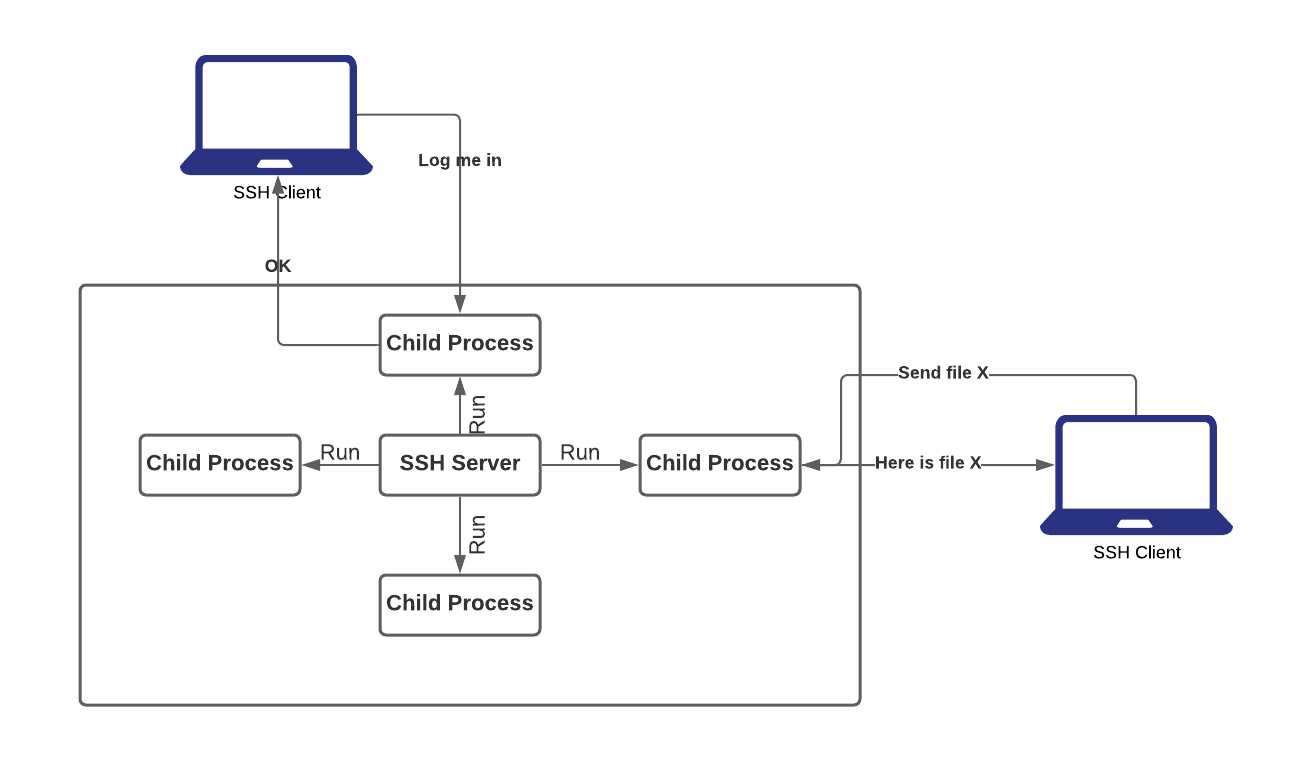 Log me in
SSH Client
OK
Child Process
Send file X
Run
Child Process
Run
SSH Server
Run
Child Process
Here is file X
Run
SSH Client
Child Process